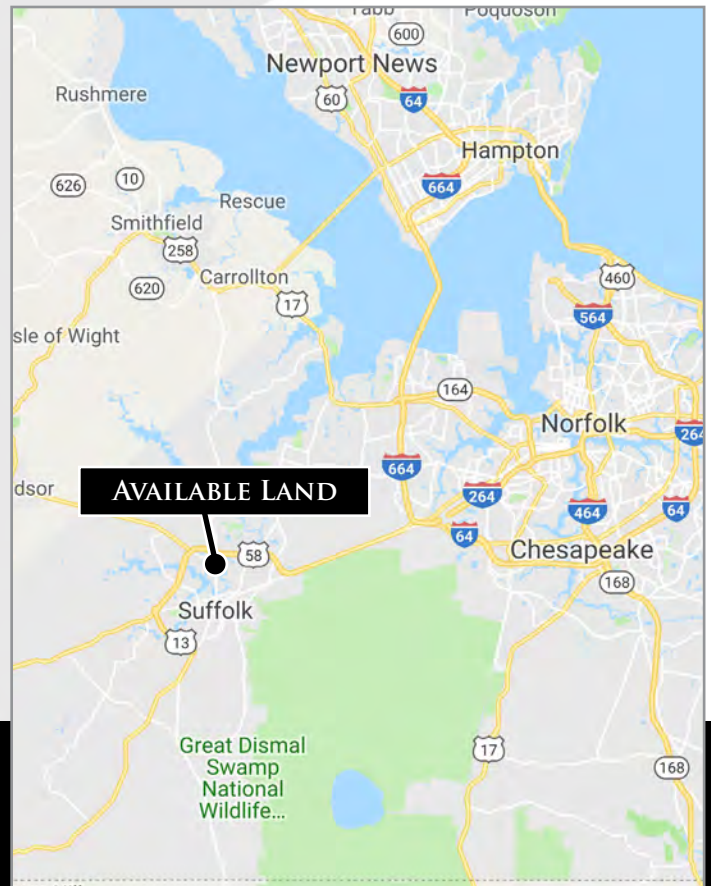 Tabb
Poquoson
600
Newport News
Rushmere
60
64
Hampton
626
10
664
Rescue
Smithfield
258
Carrollton
460
620
17
564
sle of Wight
164
Norfolk
264
664
dsor
AVAILABLE LAND
264
464
64
58
64
Chesapeake
168
Suffolk
13
Great Dismal
Swamp
National
Wildlife...
17
168